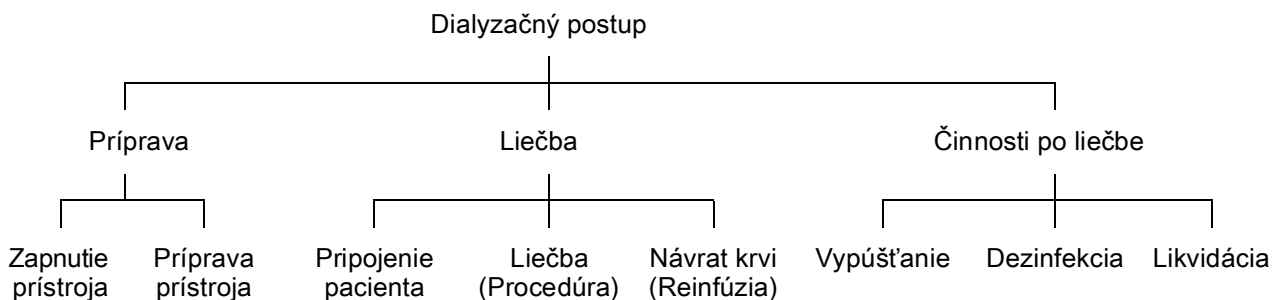 Dialyzačný postup
Príprava
Liečba
Činnosti po liečbe
Zapnutie
prístroja
Príprava
prístroja
Pripojenie
pacienta
Liečba
(Procedúra)
Návrat krvi
(Reinfúzia)
Vypúšťanie
Dezinfekcia
Likvidácia